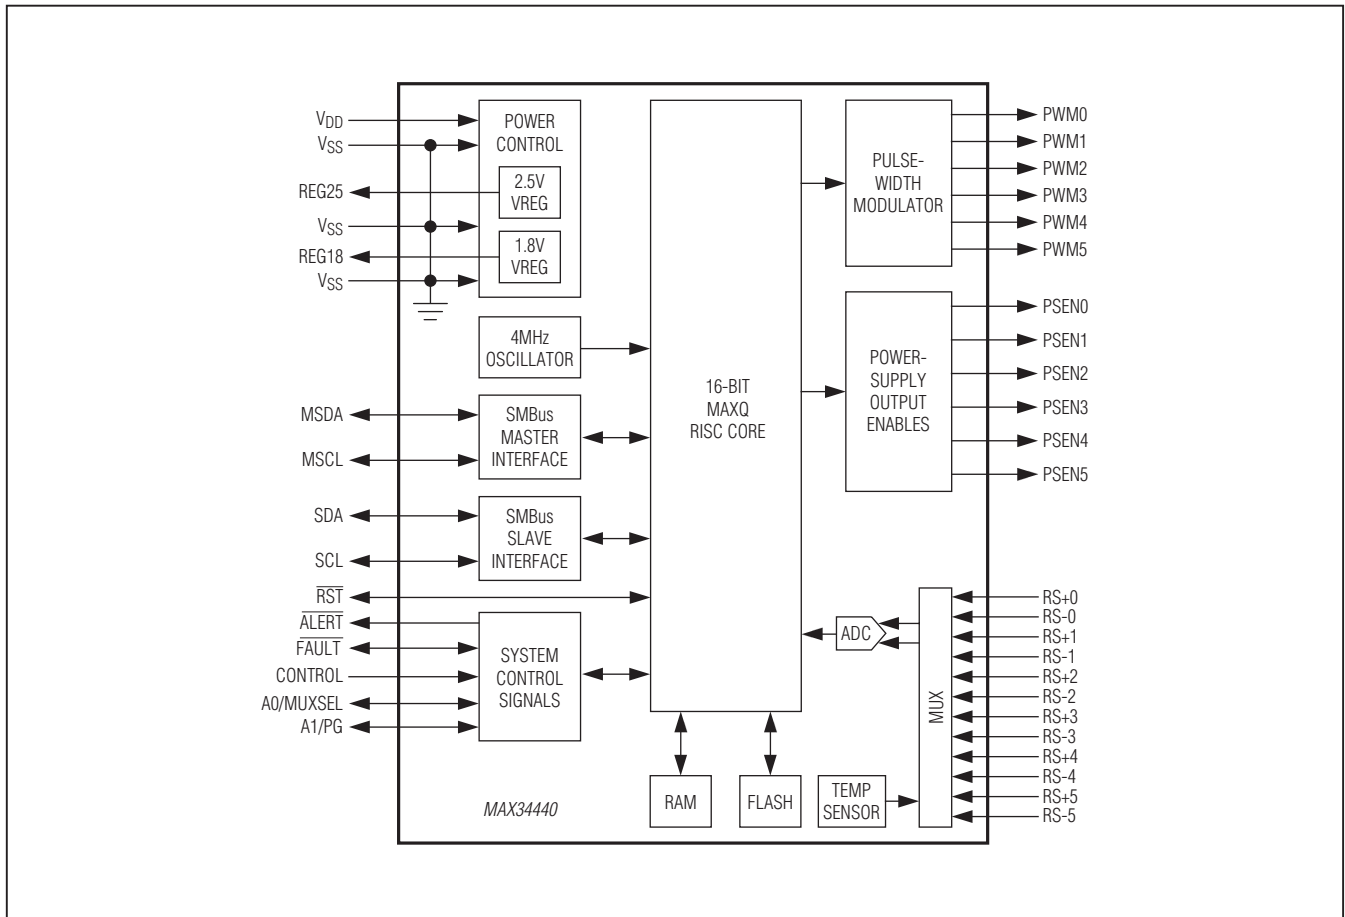 VDD
VSS
REG25
VSS
REG18
VSS
POWER
CONTROL
2.5V
VREG
1.8V
VREG
4MHz
OSCILLATOR
MSDA
MSCL
SMBus
MASTER
INTERFACE
SDA
SCL
SMBus
SLAVE
INTERFACE
RST
ALERT
FAULT
CONTROL
A0/MUXSEL
A1/PG
SYSTEM
CONTROL
SIGNALS
MAX34440
16-BIT
MAXQ
RISC CORE
RAM
FLASH
PULSE-
WIDTH
MODULATOR
PWM0
PWM1
PWM2
PWM3
PWM4
PWM5
POWER-
SUPPLY
OUTPUT
ENABLES
PSEN0
PSEN1
PSEN2
PSEN3
PSEN4
PSEN5
ADC
MUX
TEMP
SENSOR
RS+0
RS-0
RS+1
RS-1
RS+2
RS-2
RS+3
RS-3
RS+4
RS-4
RS+5
RS-5